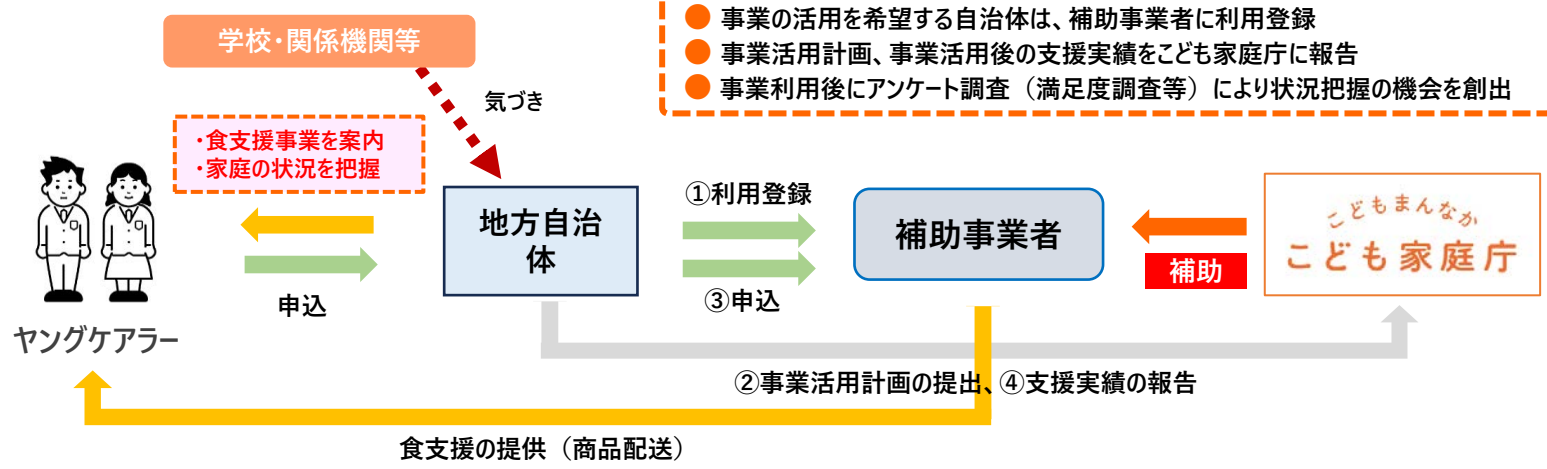 ● 事業の活用を希望する自治体は、補助事業者に利用登録
● 事業活用計画、事業活用後の支援実績をこども家庭庁に報告
● 事業利用後にアンケート調査（満足度調査等）により状況把握の機会を創出
学校・関係機関等
気づき
・食支援事業を案内
・家庭の状況を把握
地方自治
体
①利用登録
③申込
補助事業者
補助
こどもまんなか
こども家庭庁
申込
ヤングケアラー
②事業活用計画の提出、④支援実績の報告
食支援の提供（商品配送）